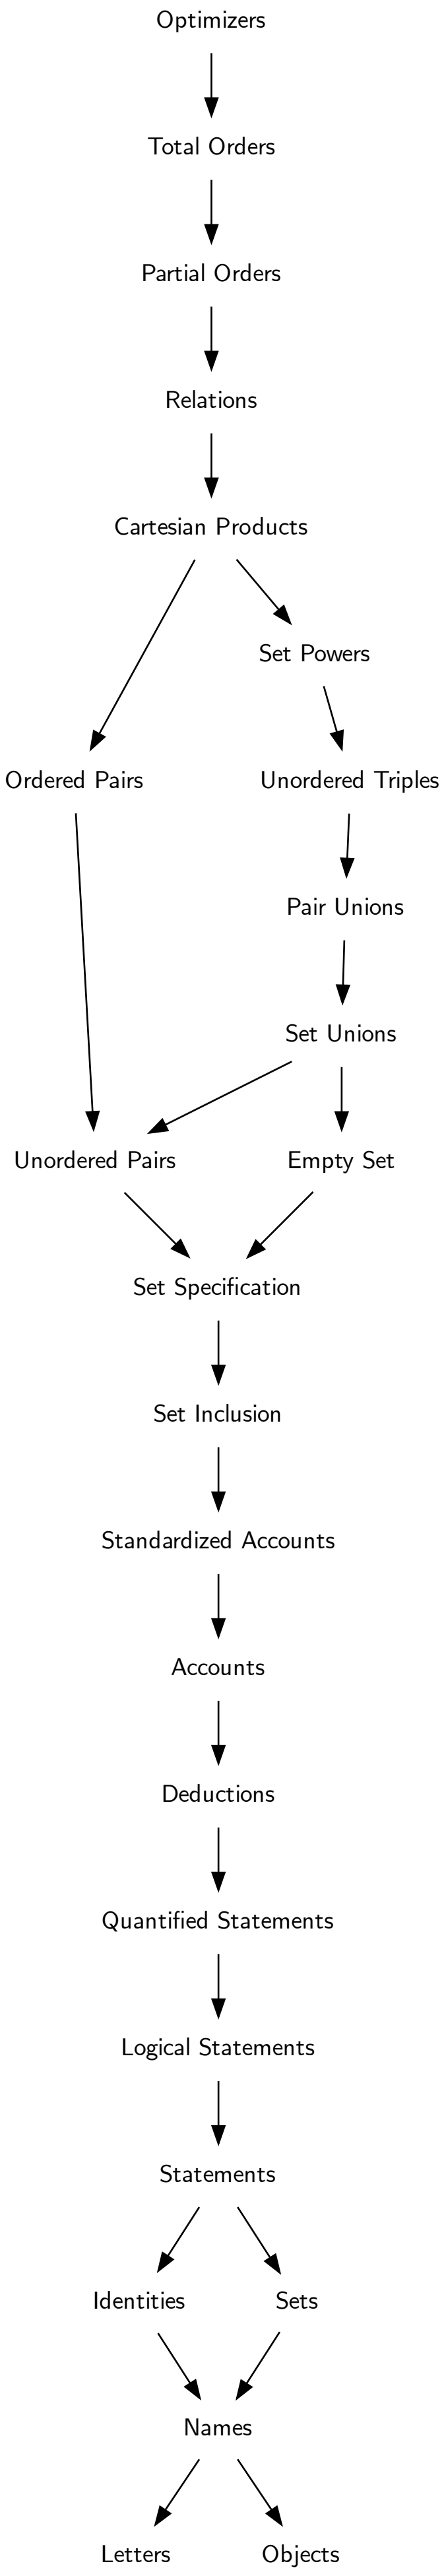 Optimizers
Total Orders
Partial Orders
Relations
Cartesian Products
Set Powers
Ordered Pairs
Unordered Triples
Pair Unions
Set Unions
Unordered Pairs
Empty Set
Set Specification
Set Inclusion
Standardized Accounts
Accounts
Deductions
Quantified Statements
Logical Statements
Statements
Identities
Sets
Names
Letters
Objects